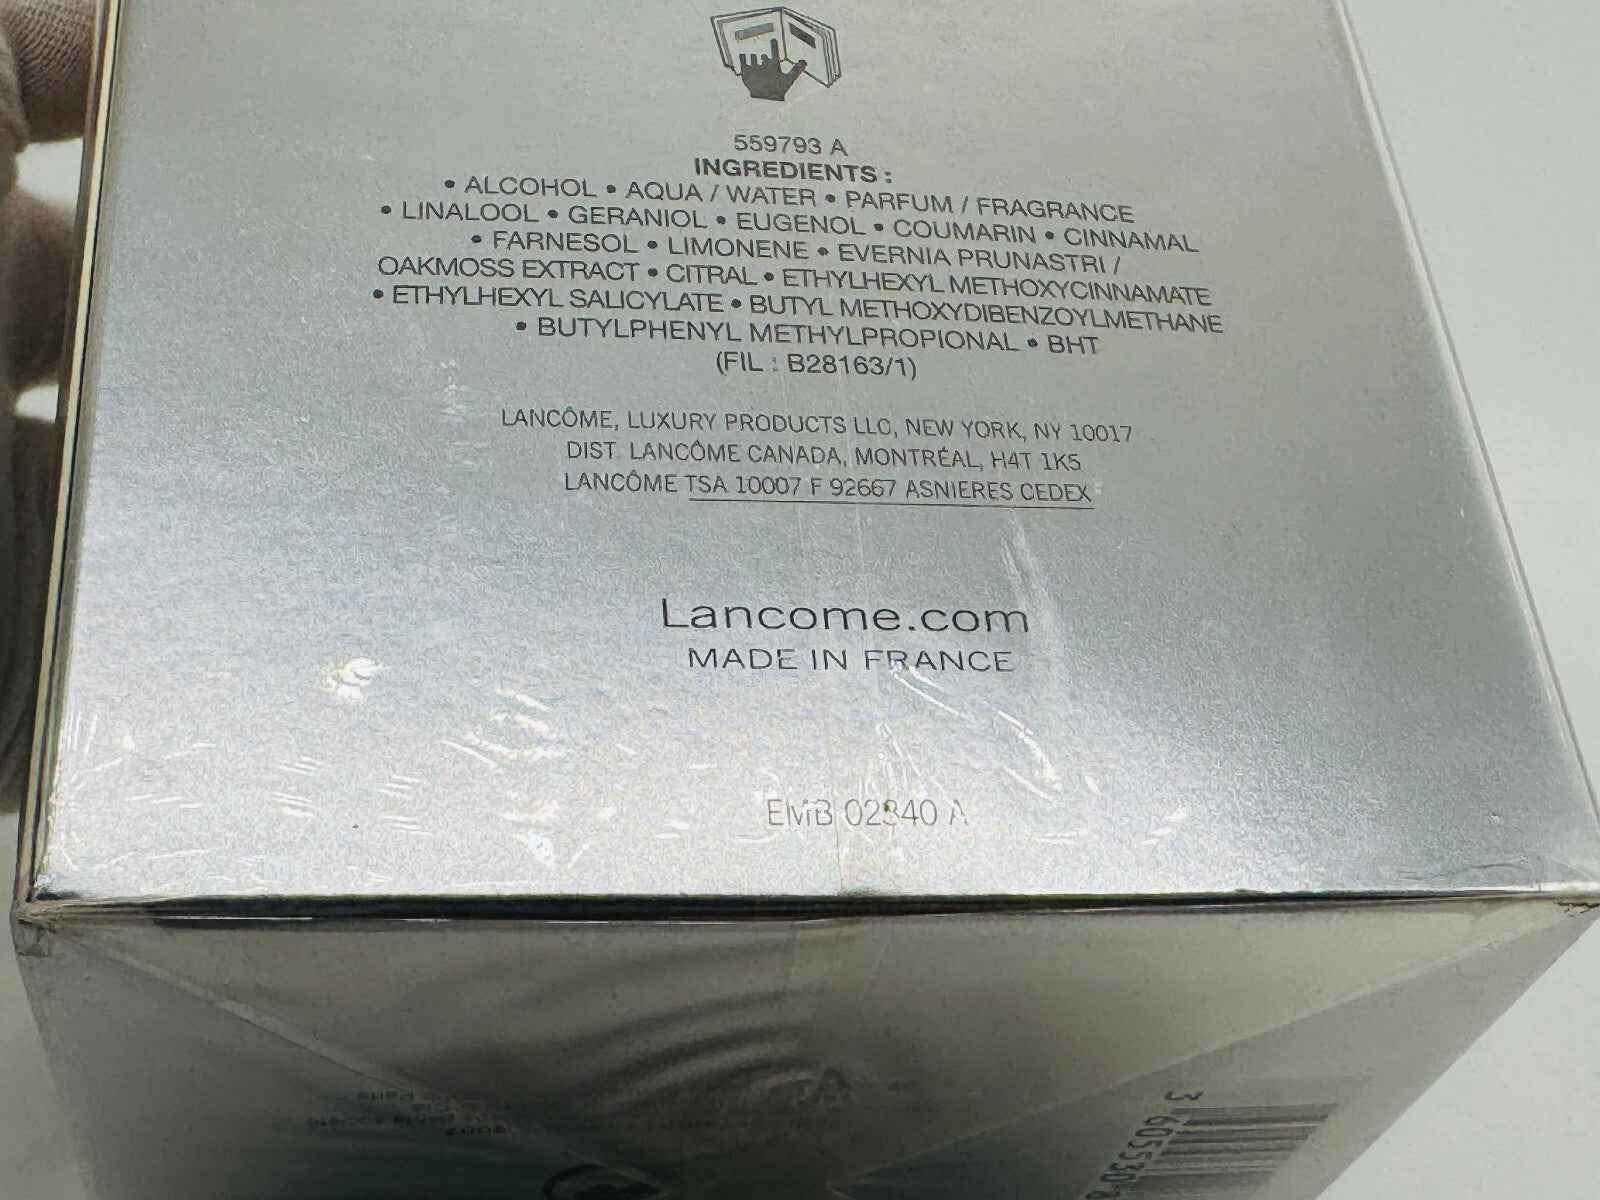 559793 A
INGREDIENTS :
• ALCOHOL • AQUA / WATER • PARFUM / FRAGRANCE
• LINALOOL • GERANIOL • EUGENOL • COUMARIN • CINNAMAL
• FARNESOL • LIMONENE • EVERNIA PRUNASTRI /
OAKMOSS EXTRACT • CITRAL • ETHYLHEXYL METHOXYCINNAMATE
• ETHYLHEXYL SALICYLATE • BUTYL METHOXYDIBENZOYLMETHANE
• BUTYLPHENYL METHYLPROPIONAL • BHT
(FIL : B28163/1)
LANCÔME, LUXURY PRODUCTS LLC, NEW YORK, NY 10017
DIST. LANCÔME CANADA, MONTRÉAL, H4T 1K5
LANCÔME TSA 10007 F 92667 ASNIERES CEDEX
Lancome.com
MADE IN FRANCE
EMB 02340 A
3 605530